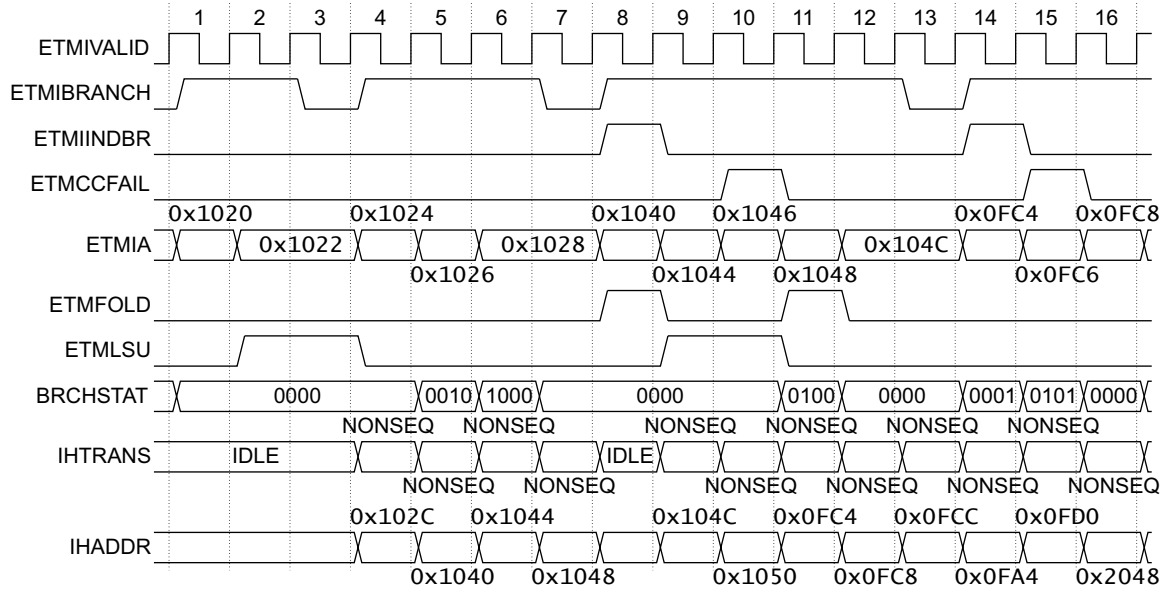 1 2 3 4 5 6 7 8 9 10 11 12 13 14 15 16
ETMIVALID
ETMIBRANCH
ETMIINDBR
ETMCCFAIL
0x1020 0x1024 0x1040 0x1046 0x0FC4 0x0FC8
ETMIA 0x1022 0x1028 0x104C
0x1026 0x1044 0x1048 0x0FC6
ETMFOLD
ETMLSU
BRCHSTAT 0000 0010 1000 0000 0100 0000 0001 0101 0000
NONSEQ NONSEQ NONSEQ NONSEQ NONSEQ NONSEQ
IHTRANS IDLE IDLE
NONSEQ NONSEQ NONSEQ NONSEQ NONSEQ NONSEQ
0x102C 0x1044 0x104C 0x0FC4 0x0FCC 0x0FD0
IHADDR
0x1040 0x1048 0x1050 0x0FC8 0x0FA4 0x2048